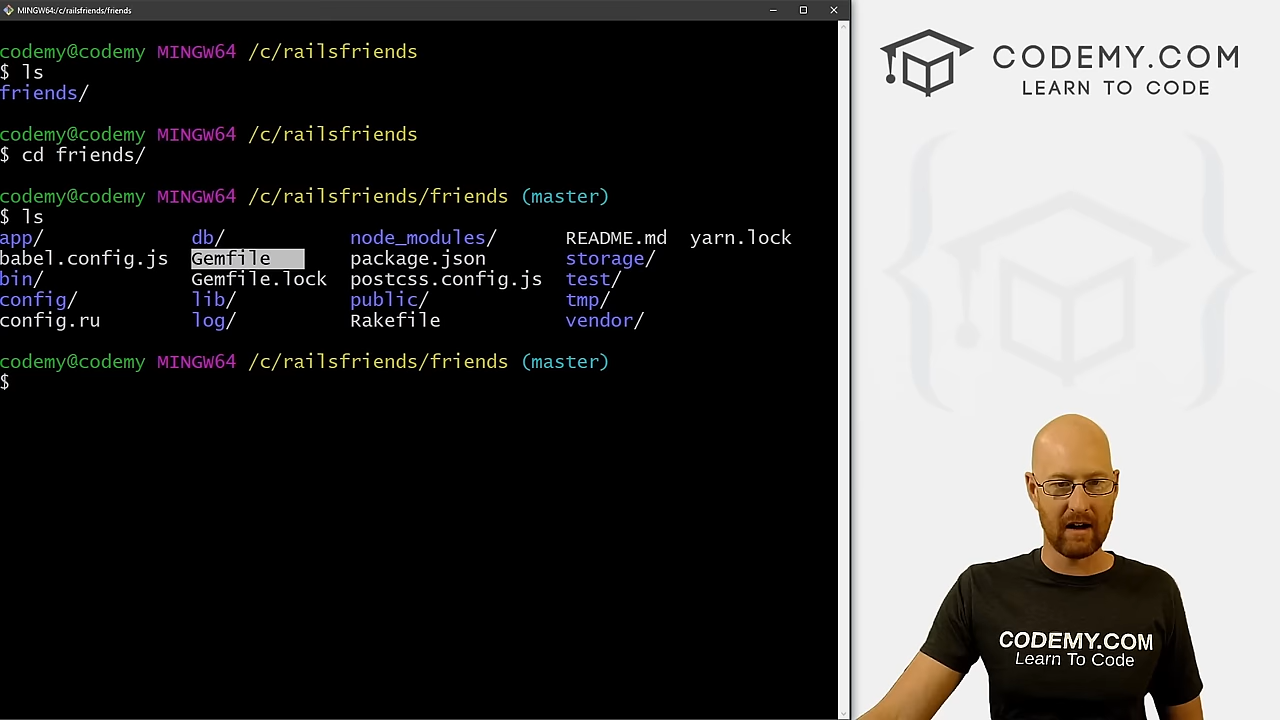 MINGW64:/c/railsfriends/friends
codemy@codemy MINGW64 /c/railsfriends
$ ls
friends/
codemy@codemy MINGW64 /c/railsfriends
$ cd friends/
codemy@codemy MINGW64 /c/railsfriends/friends (master)
$ ls
app/ db/ node_modules/ README.md yarn.lock
babel.config.js Gemfile package.json storage/
bin/ Gemfile.lock postcss.config.js test/
config/ lib/ public/ tmp/
config.ru log/ Rakefile vendor/
codemy@codemy MINGW64 /c/railsfriends/friends (master)
$
CODEMY.COM
LEARN TO CODE
CODEMY.COM
Learn To Code